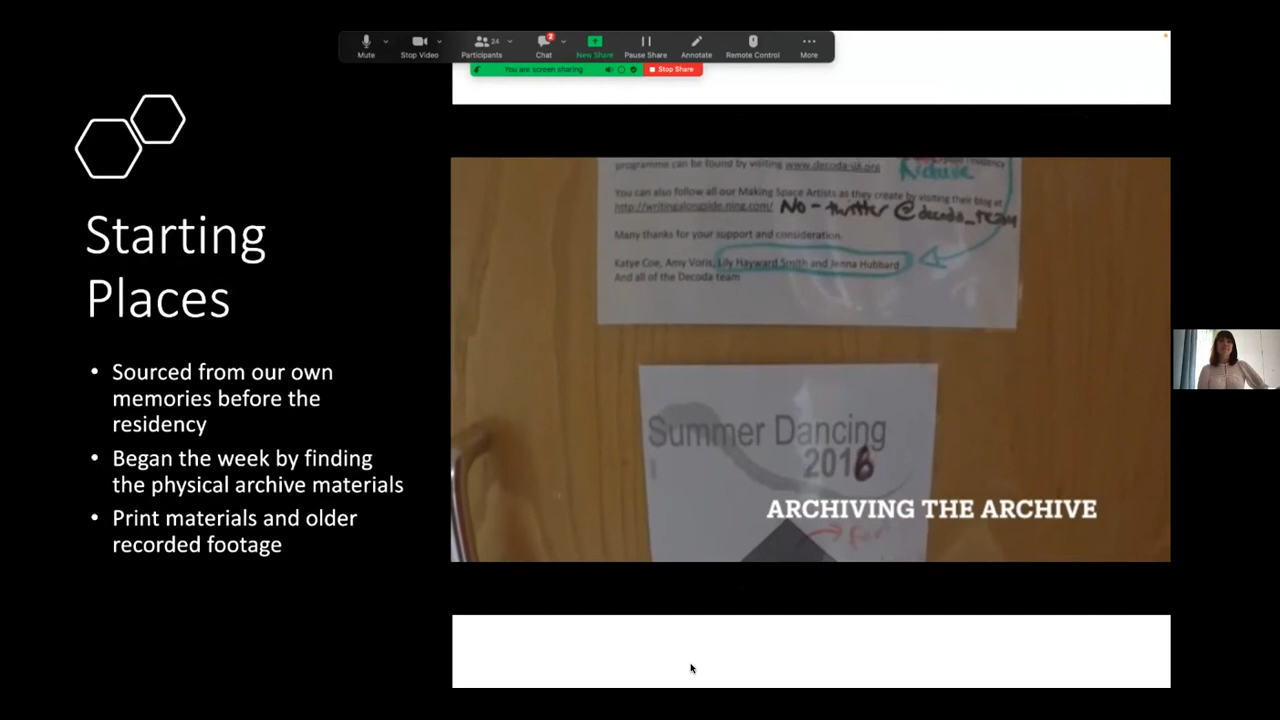 Mute
Stop Video
24
Participants
2
Chat
New Share
Pause Share
Annotate
Remote Control
More
You are screen sharing
Stop Share
Starting
Places
• Sourced from our own
memories before the
residency
• Began the week by finding
the physical archive materials
• Print materials and older
recorded footage
programme can be found by visiting www.decoda-uk.org
Archive
You can also follow all our Making Space Artists as they create by visiting their blog at
http://writingalongside.ning.com/ No - twitter @decoda_team
Many thanks for your support and consideration.
Katye Coe, Amy Voris, Lily Hayward Smith and Jenna Hubbard
And all of the Decoda team
Summer Dancing
2016
ARCHIVING THE ARCHIVE